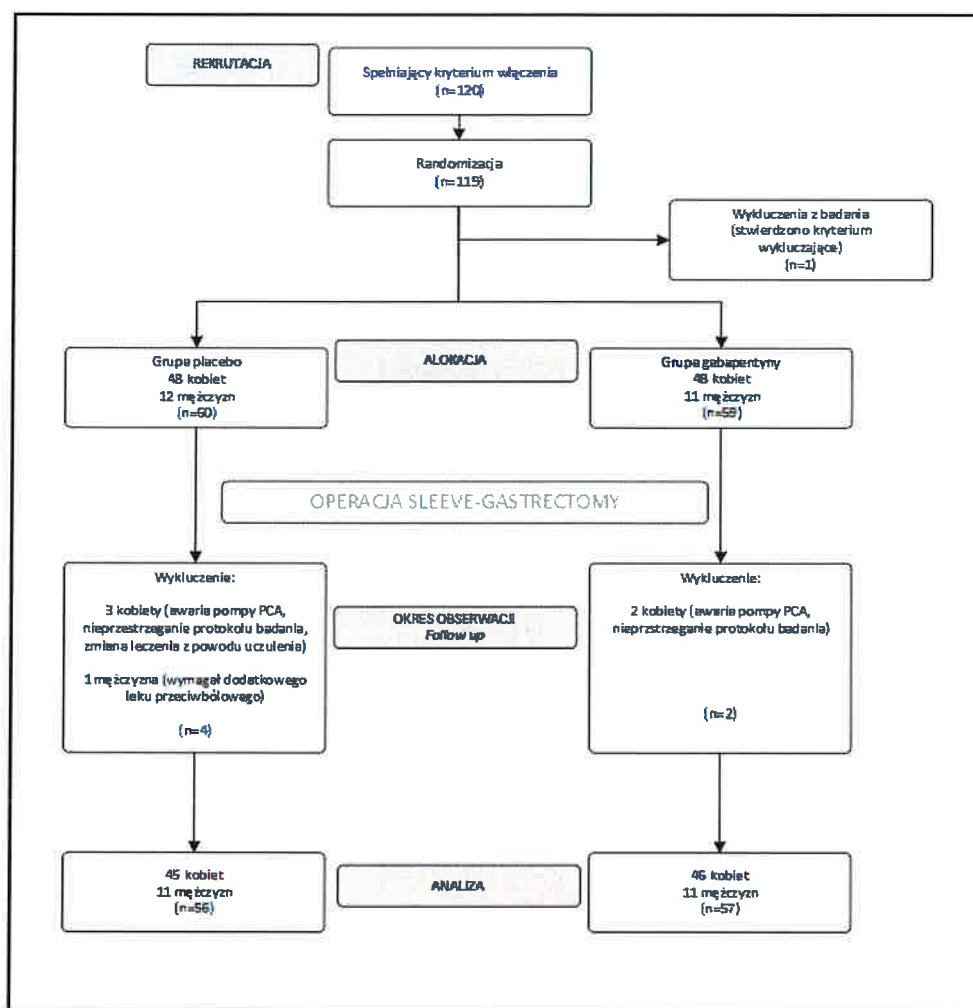 REKRUTACJA
Spełniający kryterium włączenia
(n=120)
Randomizacja
(n=119)
Wykluczenia z badania
(stwierdzono kryterium
wykluczające)
(n=1)
Grupa placebo
48 kobiet
12 mężczyzn
(n=60)
ALOKACJA
Grupa gabapentyny
48 kobiet
11 mężczyzn
(n=59)
OPERACJA SLEEVE-GASTRECTOMY
Wykluczenie:
3 kobiety (awaria pompy PCA,
nieprzestrzeganie protokołu badania,
zmiana leczenia z powodu uczulenia)
1 mężczyzna (wymagał dodatkowego
leku przeciwbólowego)
(n=4)
OKRES OBSERWACJI
Follow up
Wykluczenie:
2 kobiety (awaria pompy PCA,
nieprzstrzeganie protokołu badania)
(n=2)
45 kobiet
11 mężczyzn
(n=56)
ANALIZA
46 kobiet
11 mężczyzn
(n=57)